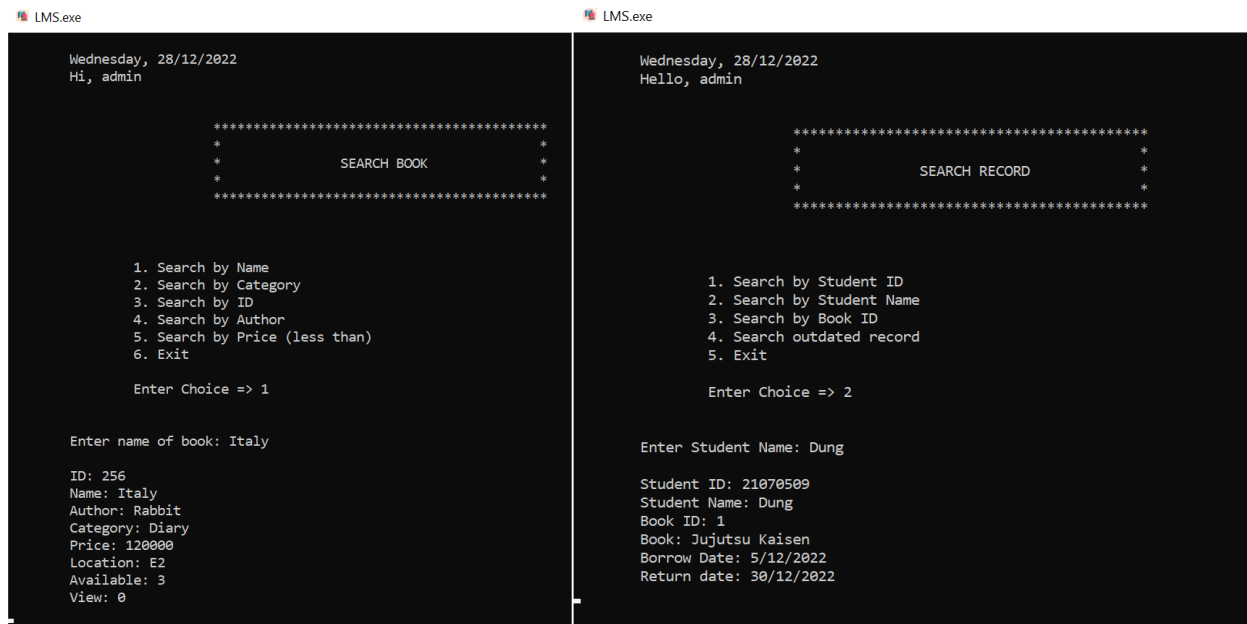 LMS.exe
Wednesday, 28/12/2022
Hi, admin
******************************************
* *
* SEARCH BOOK *
* *
******************************************
1. Search by Name
2. Search by Category
3. Search by ID
4. Search by Author
5. Search by Price (less than)
6. Exit
Enter Choice => 1
Enter name of book: Italy
ID: 256
Name: Italy
Author: Rabbit
Category: Diary
Price: 120000
Location: E2
Available: 3
View: 0
LMS.exe
Wednesday, 28/12/2022
Hello, admin
******************************************
* *
* SEARCH RECORD *
* *
******************************************
1. Search by Student ID
2. Search by Student Name
3. Search by Book ID
4. Search outdated record
5. Exit
Enter Choice => 2
Enter Student Name: Dung
Student ID: 21070509
Student Name: Dung
Book ID: 1
Book: Jujutsu Kaisen
Borrow Date: 5/12/2022
Return date: 30/12/2022